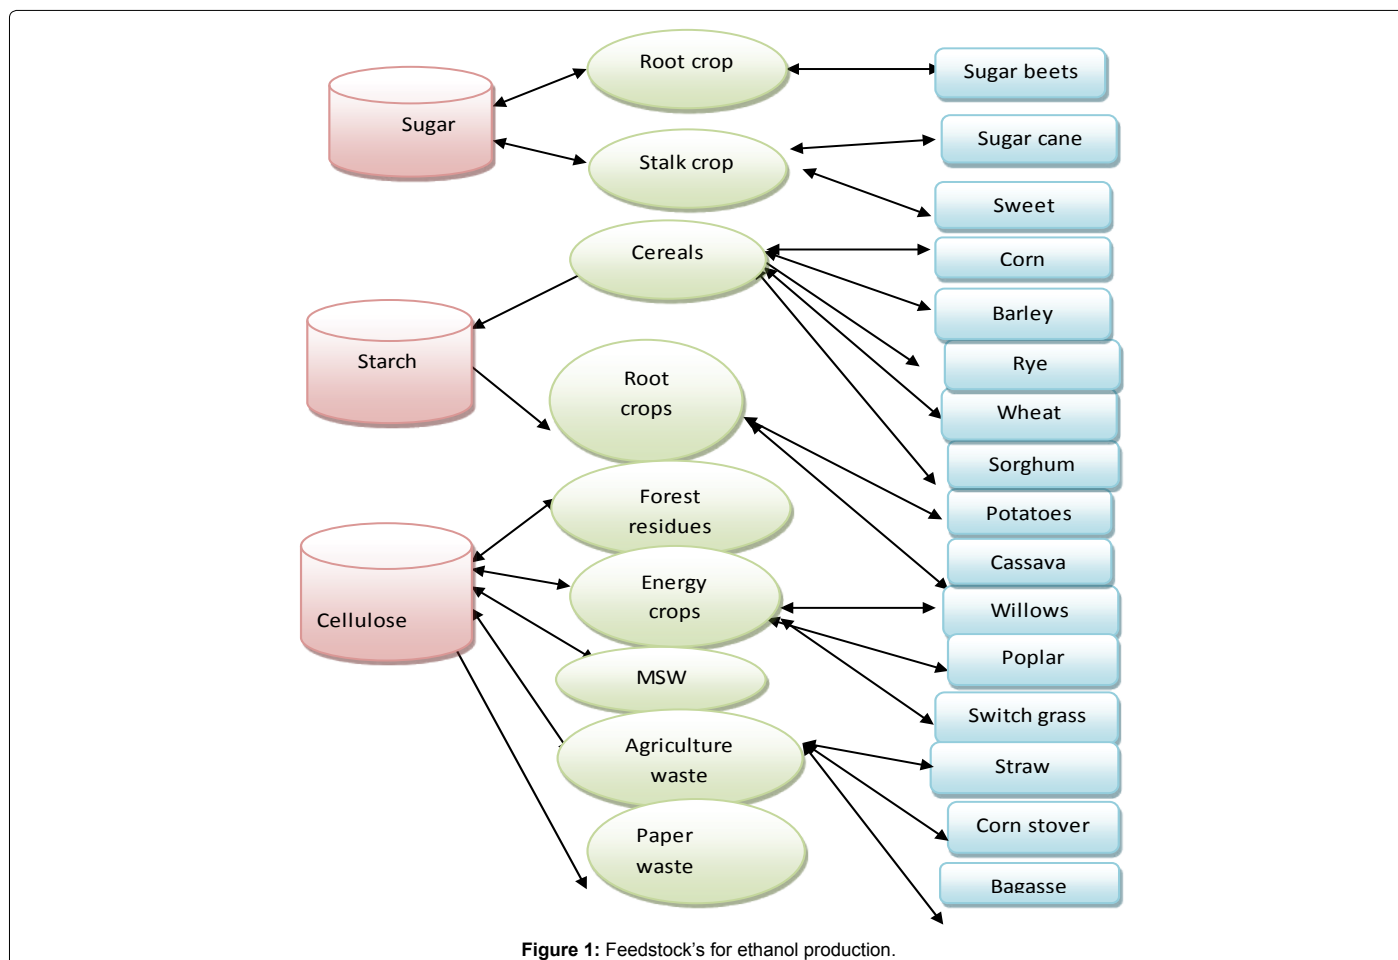 Root crop
Sugar beets
Sugar
Sugar cane
Stalk crop
Sweet
Cereals
Corn
Barley
Starch
Rye
Root
crops
Wheat
Sorghum
Forest
residues
Potatoes
Cassava
Energy
crops
Cellulose
Willows
Poplar
MSW
Switch grass
Agriculture
waste
Straw
Corn stover
Paper
waste
Bagasse
Figure 1: Feedstock’s for ethanol production.